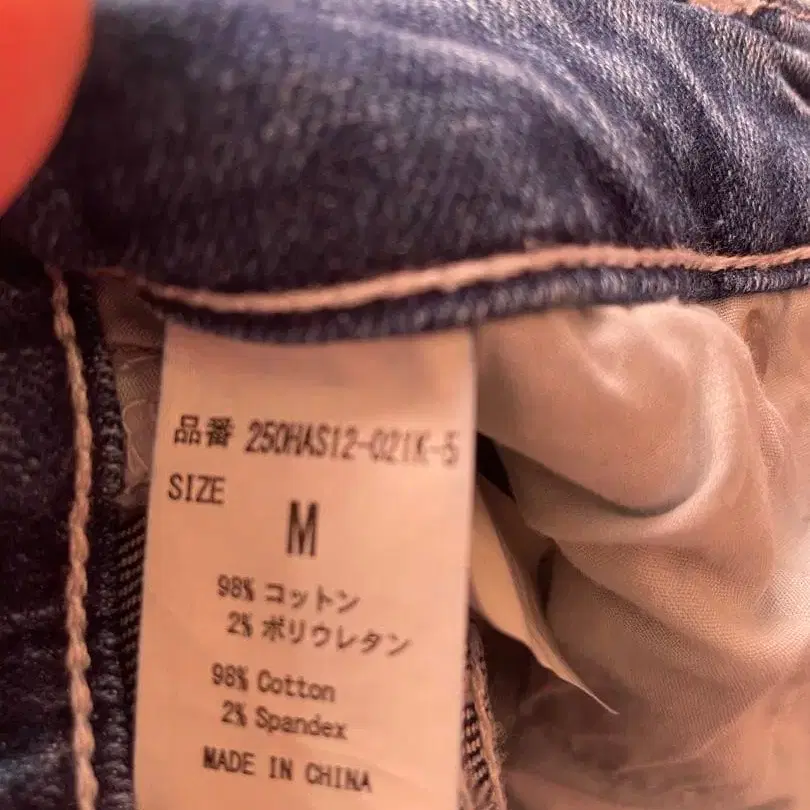 品番 250HAS12-021K-5
SIZE
M
98% コットン
2% ポリウレタン
98% Cotton
2% Spandex
MADE IN CHINA